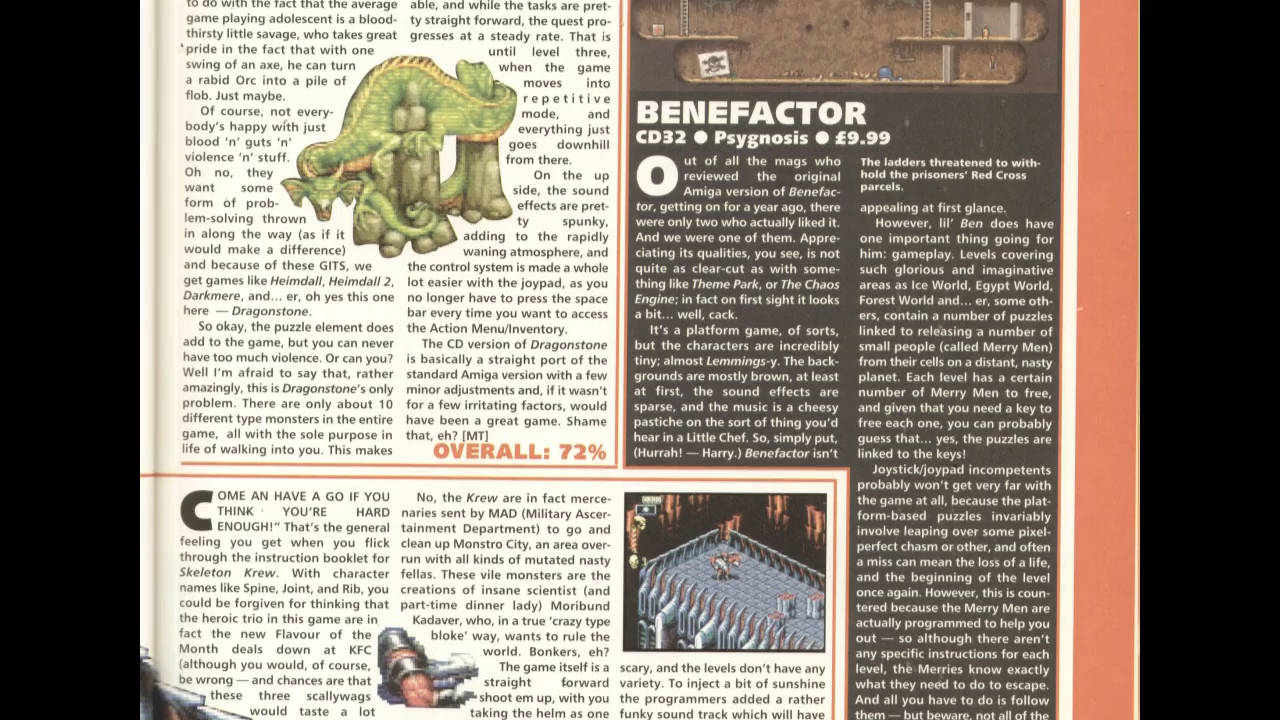 to do with the fact that the average
game playing adolescent is a blood-
thirsty little savage, who takes great
pride in the fact that with one
swing of an axe, he can turn
a rabid Orc into a pile of
flob. Just maybe.
Of course, not every-
body's happy with just
blood 'n' guts 'n'
violence 'n' stuff.
Oh no, they
want some
form of prob-
lem-solving thrown
in along the way (as if it
would make a difference)
and because of these GITS, we
get games like Heimdall, Heimdall 2,
Darkmere, and... er, oh yes this one
here — Dragonstone.
So okay, the puzzle element does
add to the game, but you can never
have too much violence. Or can you?
Well I'm afraid to say that, rather
amazingly, this is Dragonstone's only
problem. There are only about 10
different type monsters in the entire
game, all with the sole purpose in
life of walking into you. This makes
able, and while the tasks are pret-
ty straight forward, the quest pro-
gresses at a steady rate. That is
until level three,
when the game
moves into
repetitive
mode, and
everything just
goes downhill
from there.
On the up
side, the sound
effects are pret-
ty spunky,
adding to the rapidly
waning atmosphere, and
the control system is made a whole
lot easier with the joypad, as you
no longer have to press the space
bar every time you want to access
the Action Menu/Inventory.
The CD version of Dragonstone
is basically a straight port of the
standard Amiga version with a few
minor adjustments and, if it wasn't
for a few irritating factors, would
have been a great game. Shame
that, eh? [MT]
OVERALL: 72%
BENEFACTOR
CD32 ● Psygnosis ● £9.99
Out of all the mags who
reviewed the original
Amiga version of Benefac-
tor, getting on for a year ago, there
were only two who actually liked it.
And we were one of them. Appre-
ciating its qualities, you see, is not
quite as clear-cut as with some-
thing like Theme Park, or The Chaos
Engine; in fact on first sight it looks
a bit... well, cack.
It's a platform game, of sorts,
but the characters are incredibly
tiny; almost Lemmings-y. The back-
grounds are mostly brown, at least
at first, the sound effects are
sparse, and the music is a cheesy
pastiche on the sort of thing you'd
hear in a Little Chef. So, simply put,
(Hurrah! — Harry.) Benefactor isn't
The ladders threatened to with-
hold the prisoners' Red Cross
parcels.
appealing at first glance.
However, lil' Ben does have
one important thing going for
him: gameplay. Levels covering
such glorious and imaginative
areas as Ice World, Egypt World,
Forest World and... er, some oth-
ers, contain a number of puzzles
linked to releasing a number of
small people (called Merry Men)
from their cells on a distant, nasty
planet. Each level has a certain
number of Merry Men to free,
and given that you need a key to
free each one, you can probably
guess that... yes, the puzzles are
linked to the keys!
Joystick/joypad incompetents
probably won't get very far with
the game at all, because the plat-
form-based puzzles invariably
involve leaping over some pixel-
perfect chasm or other, and often
a miss can mean the loss of a life,
and the beginning of the level
once again. However, this is coun-
tered because the Merry Men are
actually programmed to help you
out — so although there aren't
any specific instructions for each
level, the Merries know exactly
what they need to do to escape.
And all you have to do is follow
them — but beware, not all of the
COME AN HAVE A GO IF YOU
THINK YOU'RE HARD
ENOUGH!" That's the general
feeling you get when you flick
through the instruction booklet for
Skeleton Krew. With character
names like Spine, Joint, and Rib, you
could be forgiven for thinking that
the heroic trio in this game are in
fact the new Flavour of the
Month deals down at KFC
(although you would, of course,
be wrong — and chances are that
these three scallywags
would taste a lot
No, the Krew are in fact merce-
naries sent by MAD (Military Ascer-
tainment Department) to go and
clean up Monstro City, an area over-
run with all kinds of mutated nasty
fellas. These vile monsters are the
creations of insane scientist (and
part-time dinner lady) Moribund
Kadaver, who, in a true 'crazy type
bloke' way, wants to rule the
world. Bonkers, eh?
The game itself is a
straight forward
shoot em up, with you
taking the helm as one
scary, and the levels don't have any
variety. To inject a bit of sunshine
the programmers added a rather
funky sound track which will have